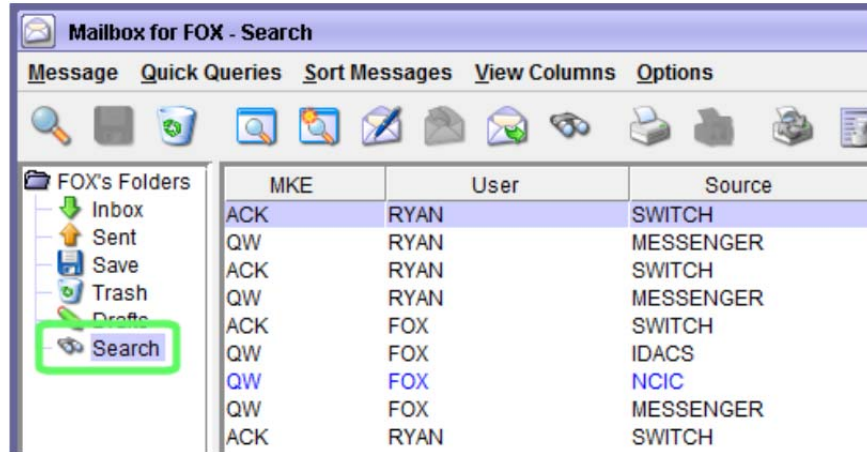 Mailbox for FOX - Search
Message Quick Queries Sort Messages View Columns Options
FOX's Folders
Inbox
Sent
Save
Trash
Drafts
Search
MKE User Source
ACK RYAN SWITCH
QW RYAN MESSENGER
ACK RYAN SWITCH
QW RYAN MESSENGER
ACK FOX SWITCH
QW FOX IDACS
QW FOX NCIC
QW FOX MESSENGER
ACK RYAN SWITCH